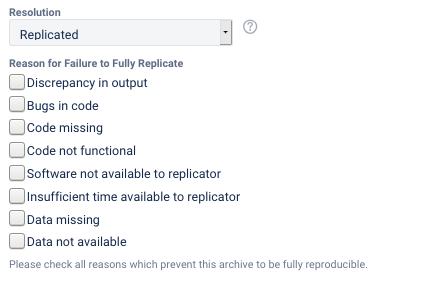 Resolution
Replicated
Reason for Failure to Fully Replicate
Discrepancy in output
Bugs in code
Code missing
Code not functional
Software not available to replicator
Insufficient time available to replicator
Data missing
Data not available
Please check all reasons which prevent this archive to be fully reproducible.